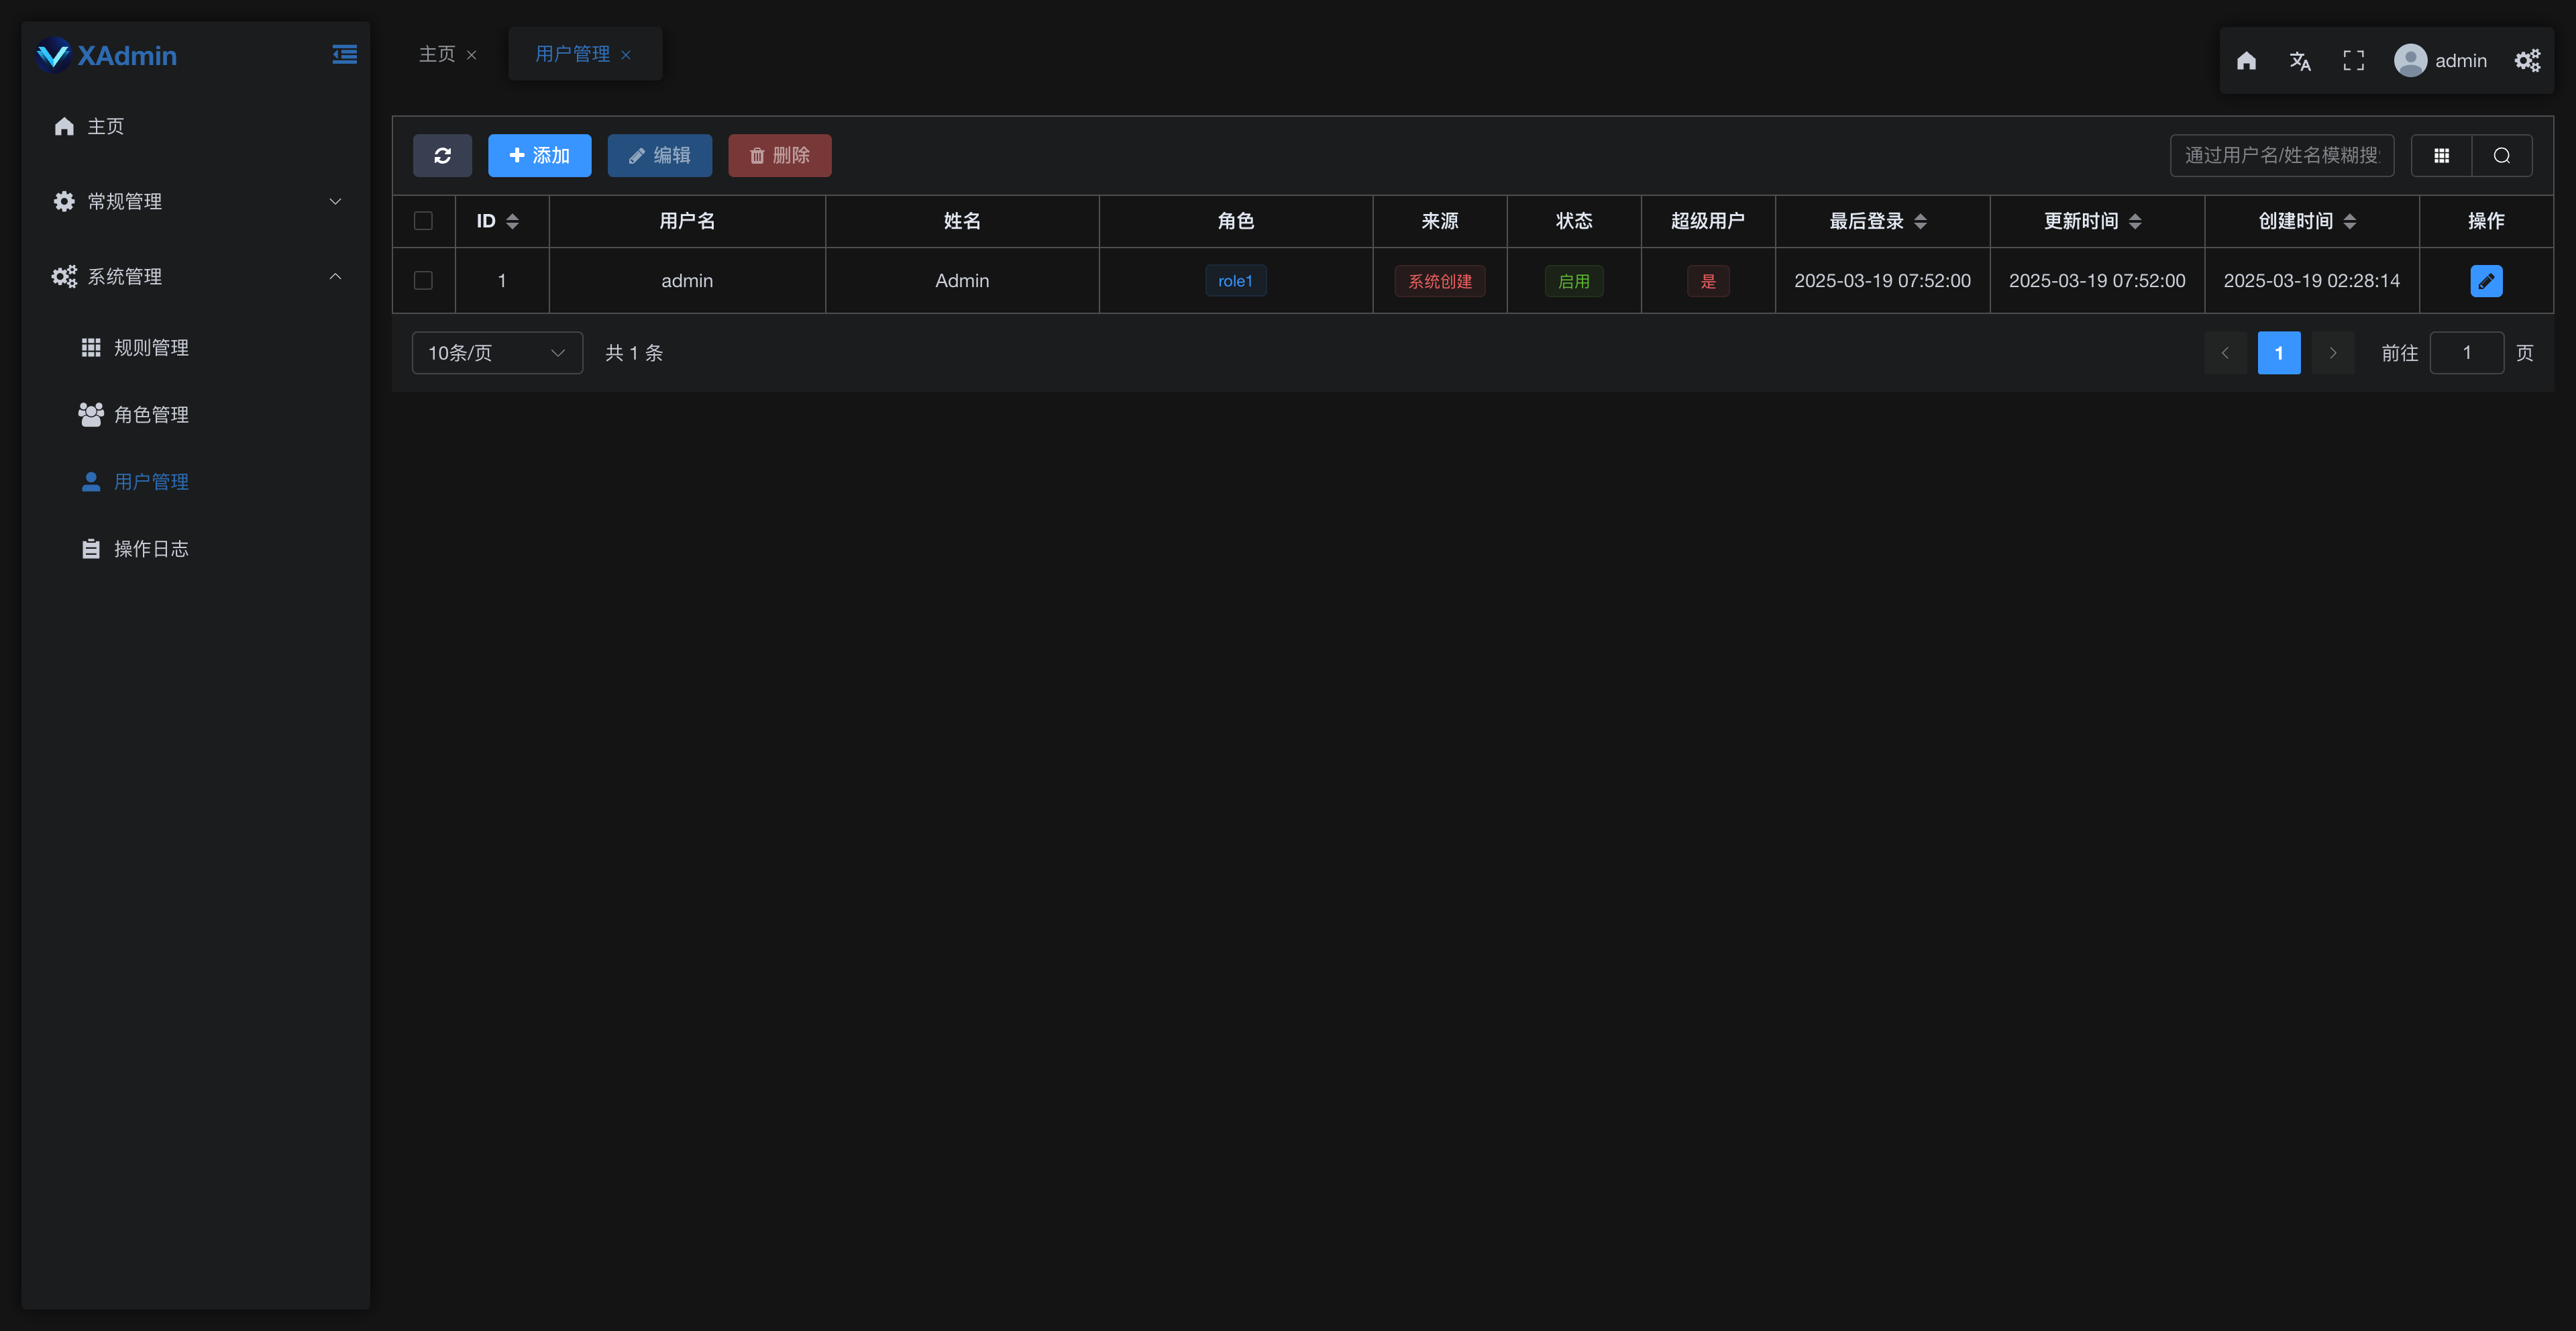 XAdmin
主页
常规管理
系统管理
规则管理
角色管理
用户管理
操作日志
主页 用户管理
admin
添加 编辑 删除 通过用户名/姓名模糊搜
ID 用户名 姓名 角色 来源 状态 超级用户 最后登录 更新时间 创建时间 操作
1 admin Admin role1 系统创建 启用 是 2025-03-19 07:52:00 2025-03-19 07:52:00 2025-03-19 02:28:14
10条/页 共 1 条 1 前往 1 页